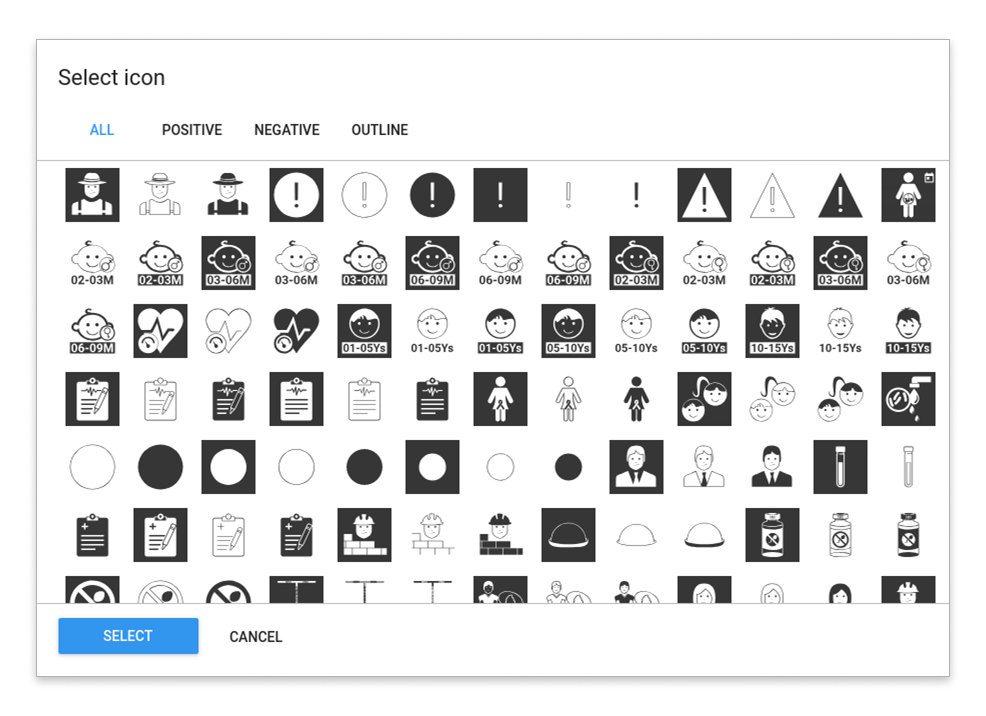 Select icon
ALL POSITIVE NEGATIVE OUTLINE
! ! ! ! ! ! ! ! !
02-03M 02-03M 03-06M 03-06M 03-06M 06-09M 06-09M 06-09M 02-03M 02-03M 02-03M 03-06M 03-06M
06-09M 01-05Ys 01-05Ys 01-05Ys 05-10Ys 05-10Ys 05-10Ys 10-15Ys 10-15Ys 10-15Ys
SELECT CANCEL